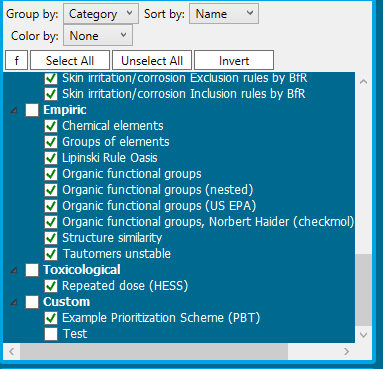 Group by: Category Sort by: Name
Color by: None
f Select All Unselect All Invert
Skin irritation/corrosion Exclusion rules by BfR
Skin irritation/corrosion Inclusion rules by BfR
Empiric
Chemical elements
Groups of elements
Lipinski Rule Oasis
Organic functional groups
Organic functional groups (nested)
Organic functional groups (US EPA)
Organic functional groups, Norbert Haider (checkmol)
Structure similarity
Tautomers unstable
Toxicological
Repeated dose (HESS)
Custom
Example Prioritization Scheme (PBT)
Test